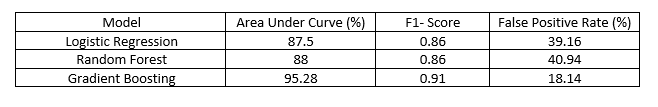 Model Area Under Curve (%) F1- Score False Positive Rate (%)
Logistic Regression 87.5 0.86 39.16
Random Forest 88 0.86 40.94
Gradient Boosting 95.28 0.91 18.14